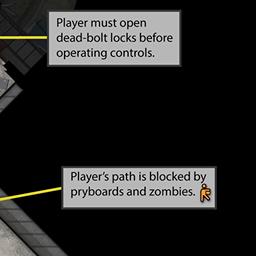 Player must open
dead-bolt locks before
operating controls.
Player's path is blocked by
pryboards and zombies.